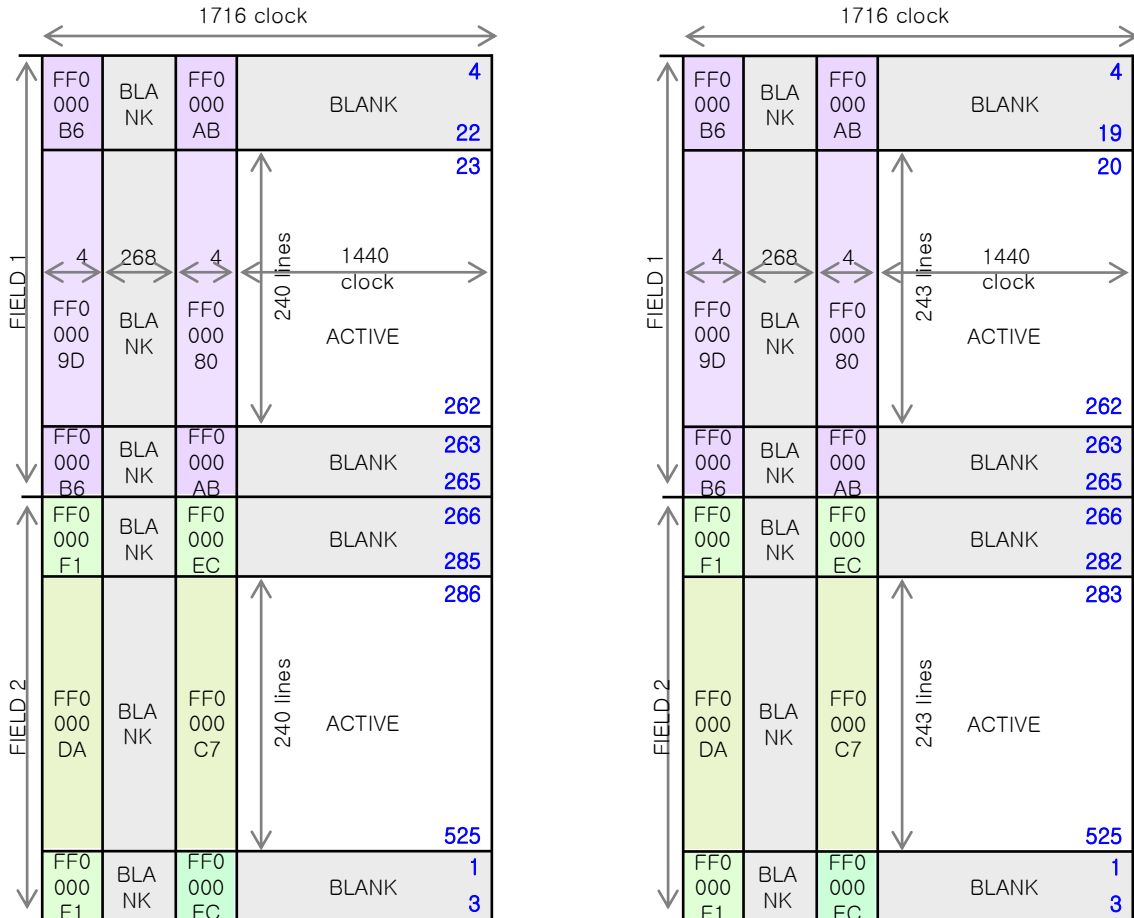 1716 clock
FF0
000
B6
BLA
NK
FF0
000
AB
BLANK
4
22
23
FIELD 1
4
268
4
1440
clock
240 lines
FF0
000
9D
BLA
NK
FF0
000
80
ACTIVE
262
FF0
000
B6
BLA
NK
FF0
000
AB
BLANK
263
265
FIELD 2
FF0
000
F1
BLA
NK
FF0
000
EC
BLANK
266
285
286
240 lines
FF0
000
DA
BLA
NK
FF0
000
C7
ACTIVE
525
FF0
000
F1
BLA
NK
FF0
000
EC
BLANK
1
3
1716 clock
FF0
000
B6
BLA
NK
FF0
000
AB
BLANK
4
19
20
FIELD 1
4
268
4
1440
clock
243 lines
FF0
000
9D
BLA
NK
FF0
000
80
ACTIVE
262
FF0
000
B6
BLA
NK
FF0
000
AB
BLANK
263
265
FIELD 2
FF0
000
F1
BLA
NK
FF0
000
EC
BLANK
266
282
283
243 lines
FF0
000
DA
BLA
NK
FF0
000
C7
ACTIVE
525
FF0
000
F1
BLA
NK
FF0
000
EC
BLANK
1
3